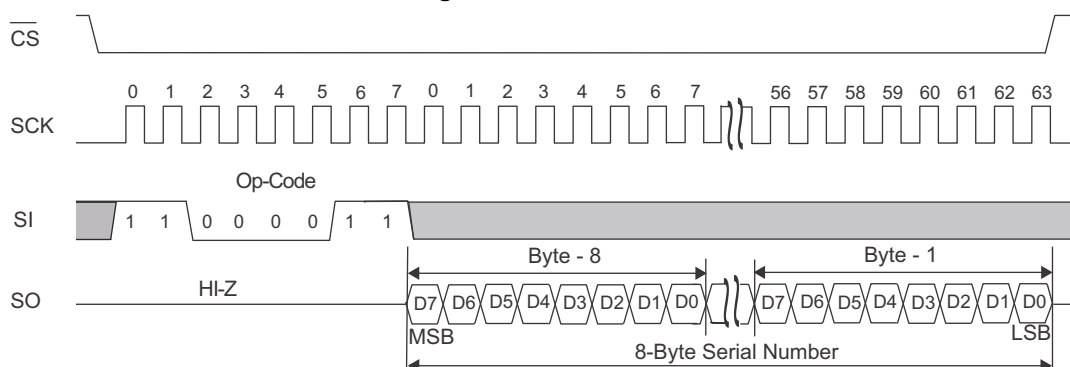 CS
0 1 2 3 4 5 6 7 0 1 2 3 4 5 6 7 56 57 58 59 60 61 62 63
SCK
Op-Code
SI 1 1 0 0 0 0 1 1
Byte - 8 Byte - 1
HI-Z
SO D7 D6 D5 D4 D3 D2 D1 D0 D7 D6 D5 D4 D3 D2 D1 D0
MSB LSB
8-Byte Serial Number